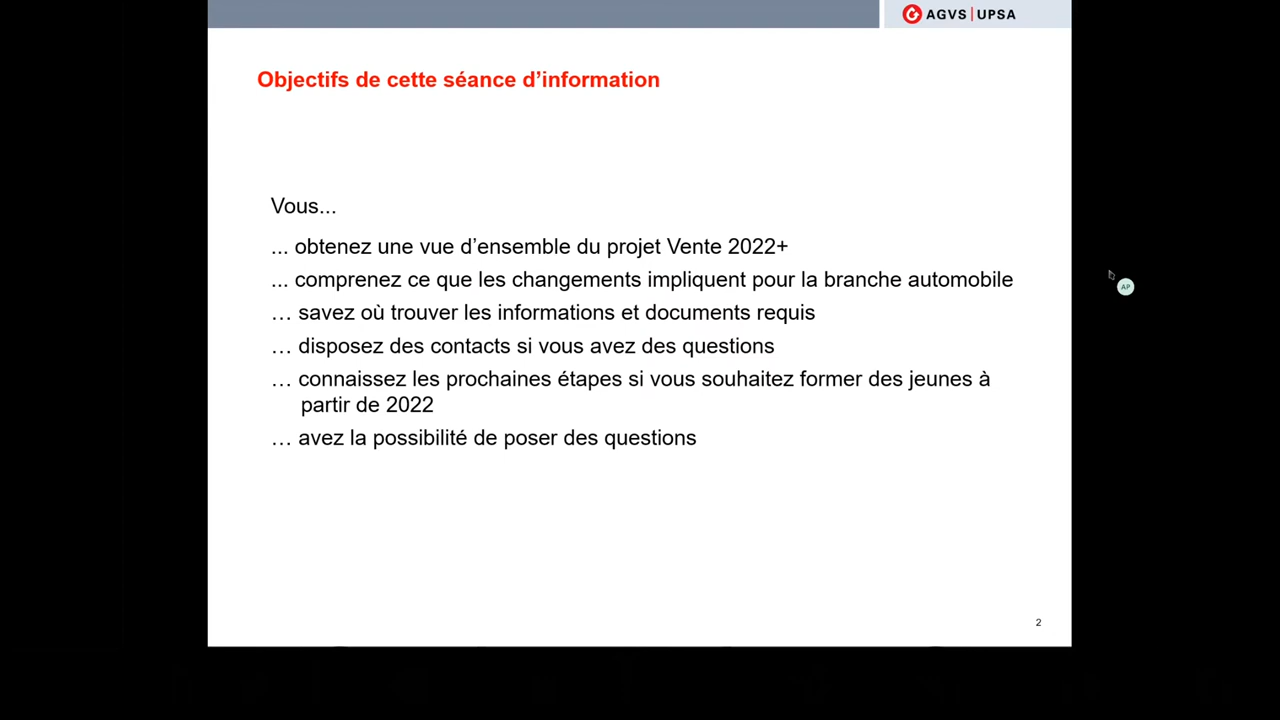 AGVS | UPSA
Objectifs de cette séance d’information
Vous...
... obtenez une vue d’ensemble du projet Vente 2022+
... comprenez ce que les changements impliquent pour la branche automobile
… savez où trouver les informations et documents requis
… disposez des contacts si vous avez des questions
… connaissez les prochaines étapes si vous souhaitez former des jeunes à
partir de 2022
… avez la possibilité de poser des questions
AP
2